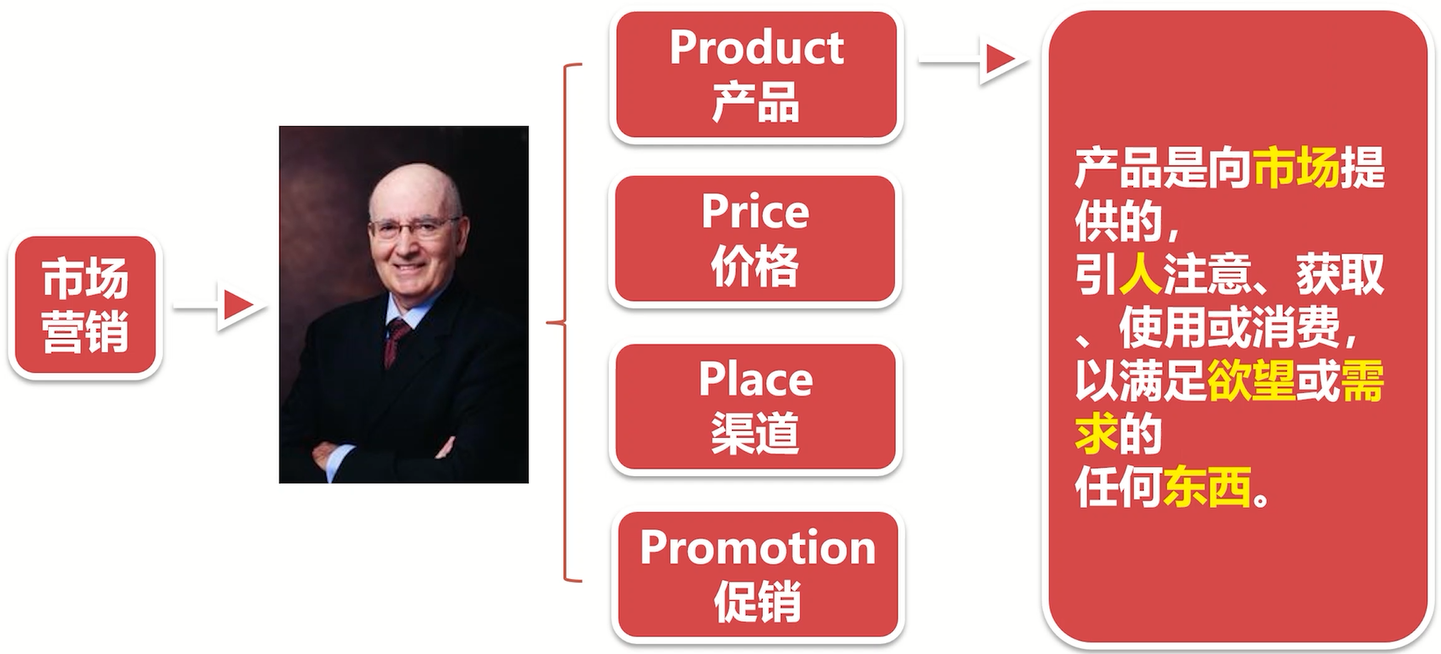 市场
营销
Product
产品
Price
价格
Place
渠道
Promotion
促销
产品是向市场提
供的，
引人注意、获取
、使用或消费，
以满足欲望或需
求的
任何东西。